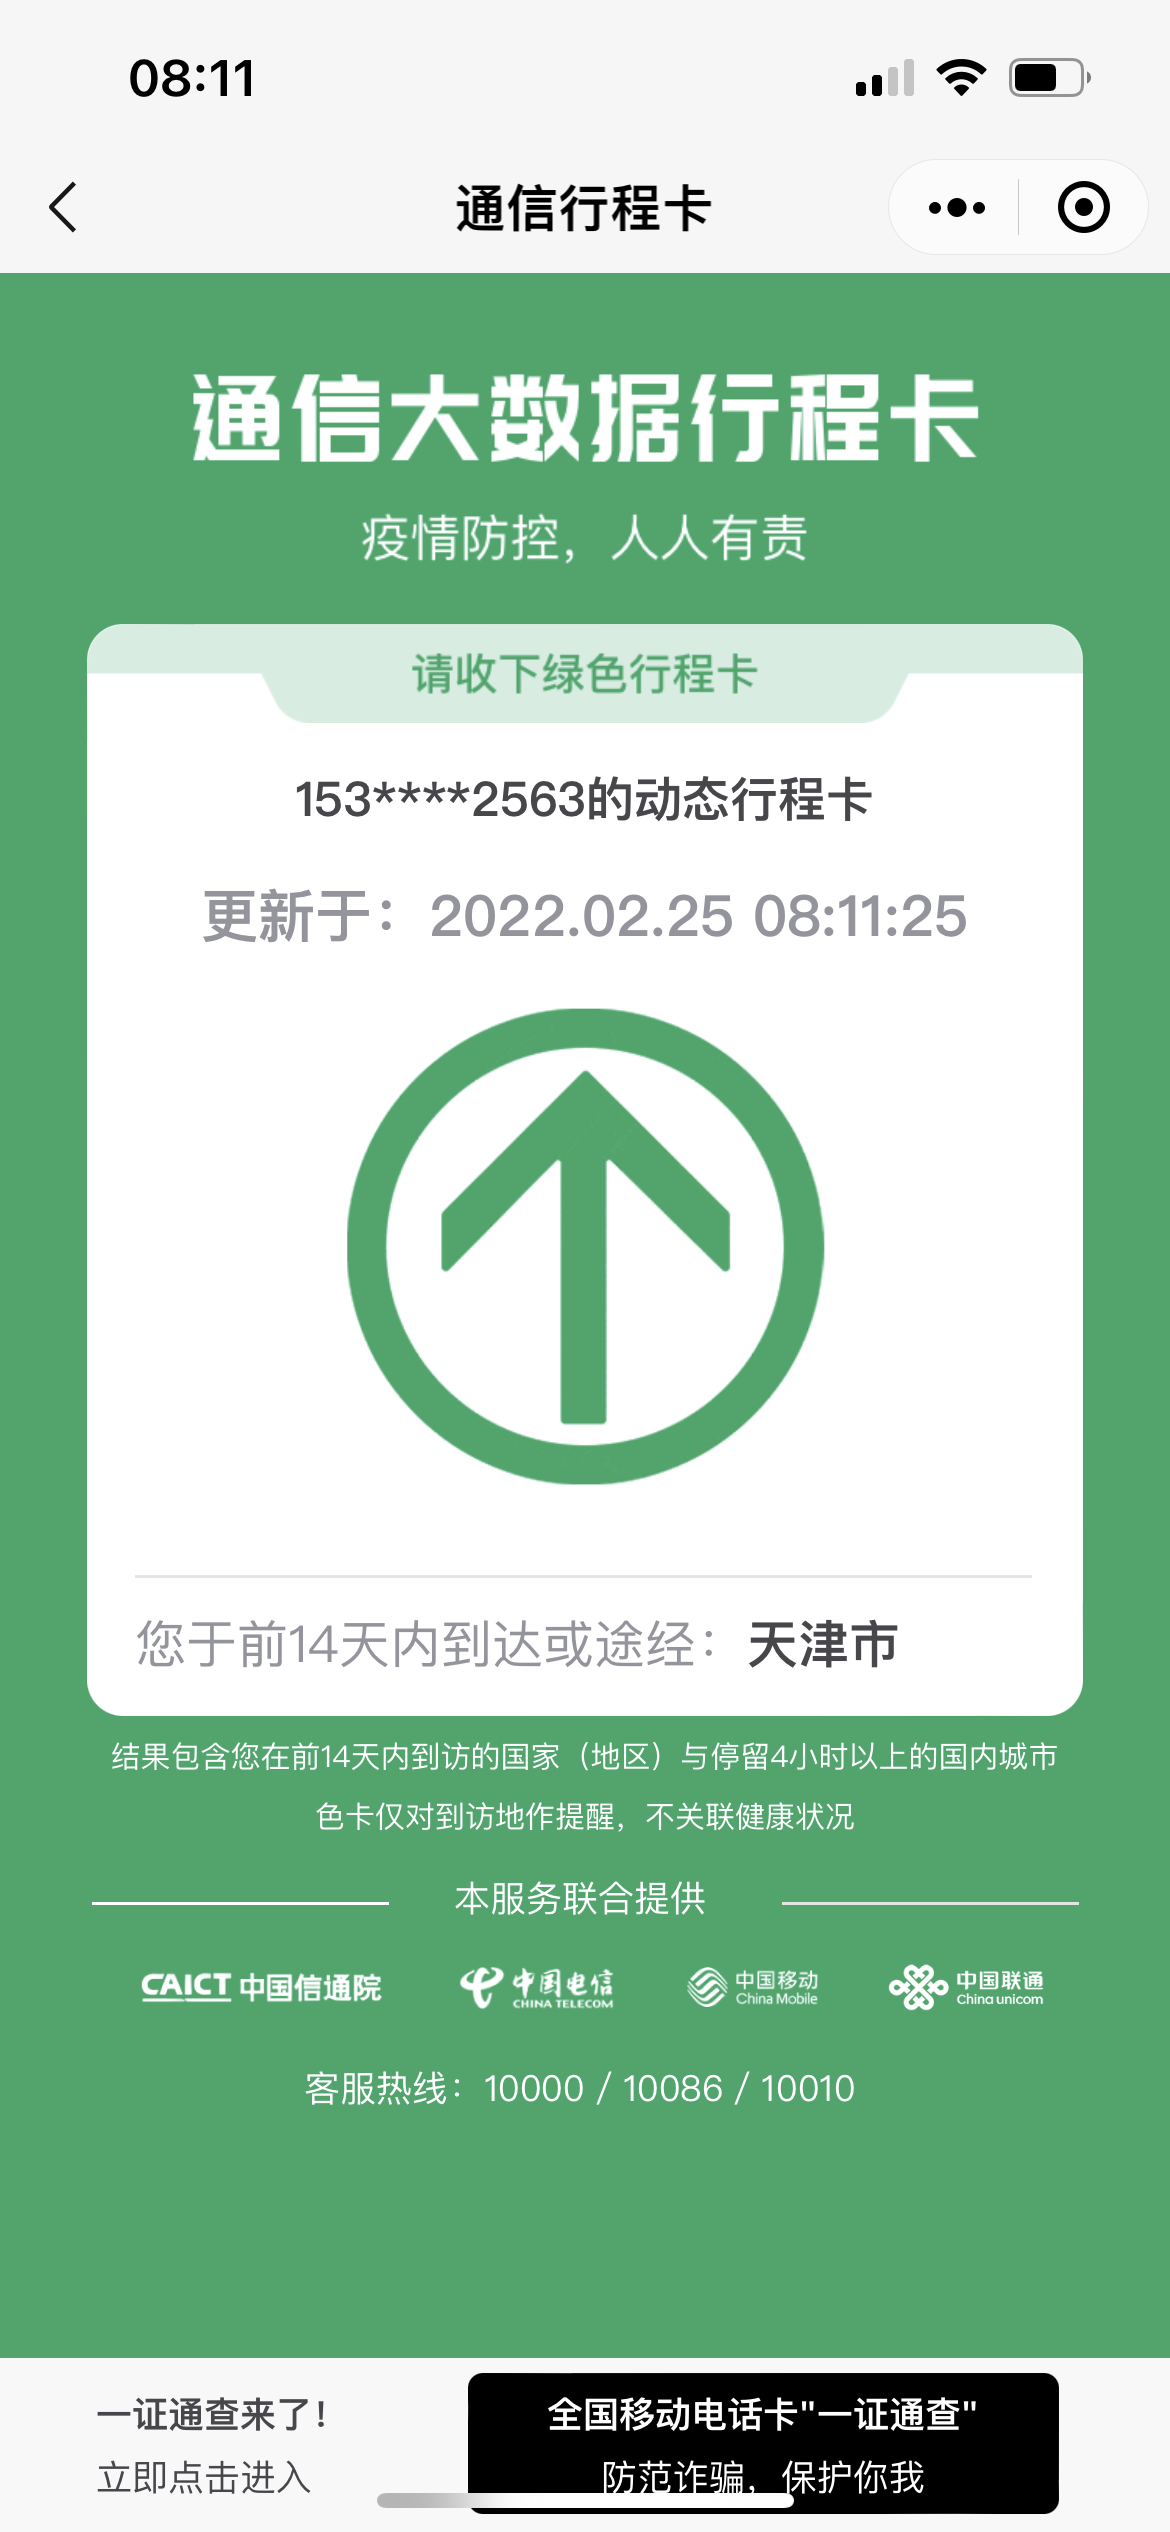 08:11
通信行程卡
通信大数据行程卡
疫情防控，人人有责
请收下绿色行程卡
153****2563的动态行程卡
更新于：2022.02.25 08:11:25
您于前14天内到达或途经：天津市
结果包含您在前14天内到访的国家（地区）与停留4小时以上的国内城市
色卡仅对到访地作提醒，不关联健康状况
本服务联合提供
CAICT 中国信通院
中国电信
CHINA TELECOM
中国移动
China Mobile
中国联通
China unicom
客服热线：10000 / 10086 / 10010
一证通查来了！
立即点击进入
全国移动电话卡"一证通查"
防范诈骗，保护你我